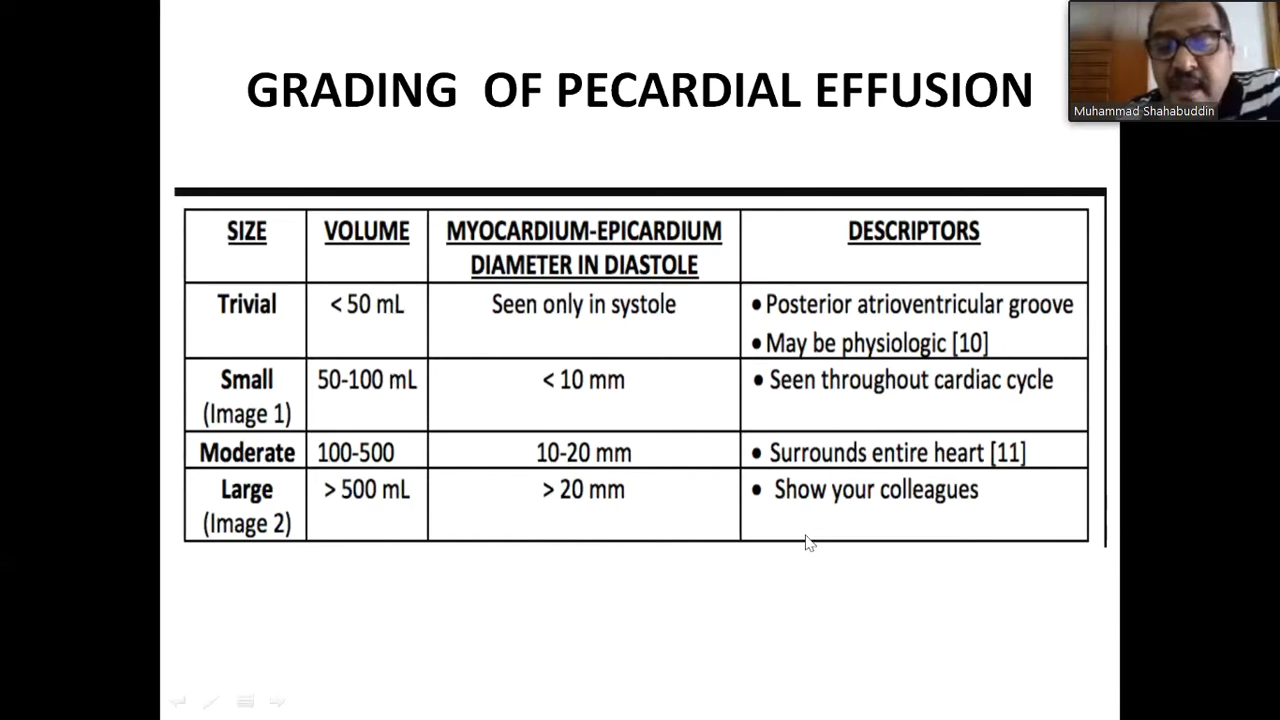 GRADING OF PECARDIAL EFFUSION
Muhammad Shahabuddin
SIZE VOLUME MYOCARDIUM-EPICARDIUM DESCRIPTORS
DIAMETER IN DIASTOLE
Trivial < 50 mL Seen only in systole • Posterior atrioventricular groove
• May be physiologic [10]
Small 50-100 mL < 10 mm • Seen throughout cardiac cycle
(Image 1)
Moderate 100-500 10-20 mm • Surrounds entire heart [11]
Large > 500 mL > 20 mm • Show your colleagues
(Image 2)